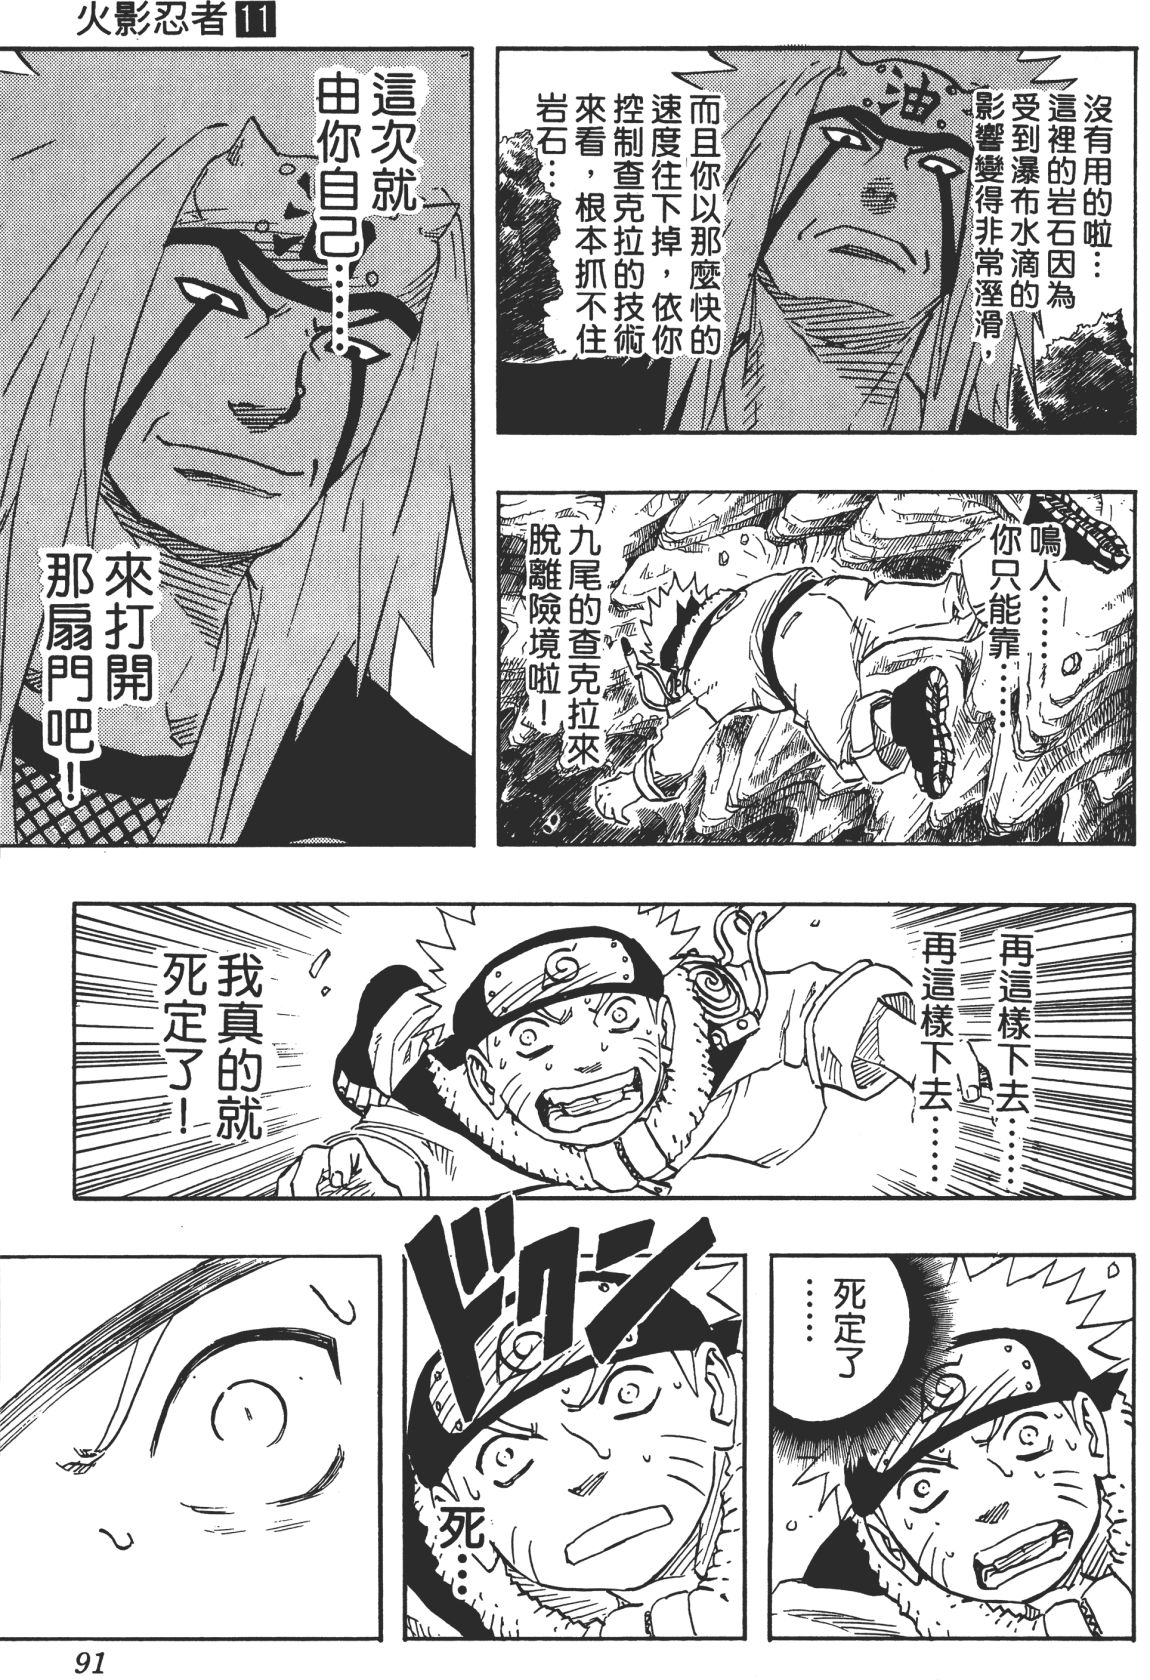 火影忍者11
油
沒有用的啦…
這裡的岩石因為
受到瀑布水滴的
影響變得非常溼滑，
而且你以那麼快的
速度往下掉，依你
控制查克拉的技術
來看，根本抓不住
岩石…
鳴人………
你只能靠………
九尾的查克拉來
脫離險境啦！
這次就
由你自己……
來打開
那扇門吧！
再這樣下去……
再這樣下去……
我真的就
死定了！
死定了
……
ドクン
死…
91